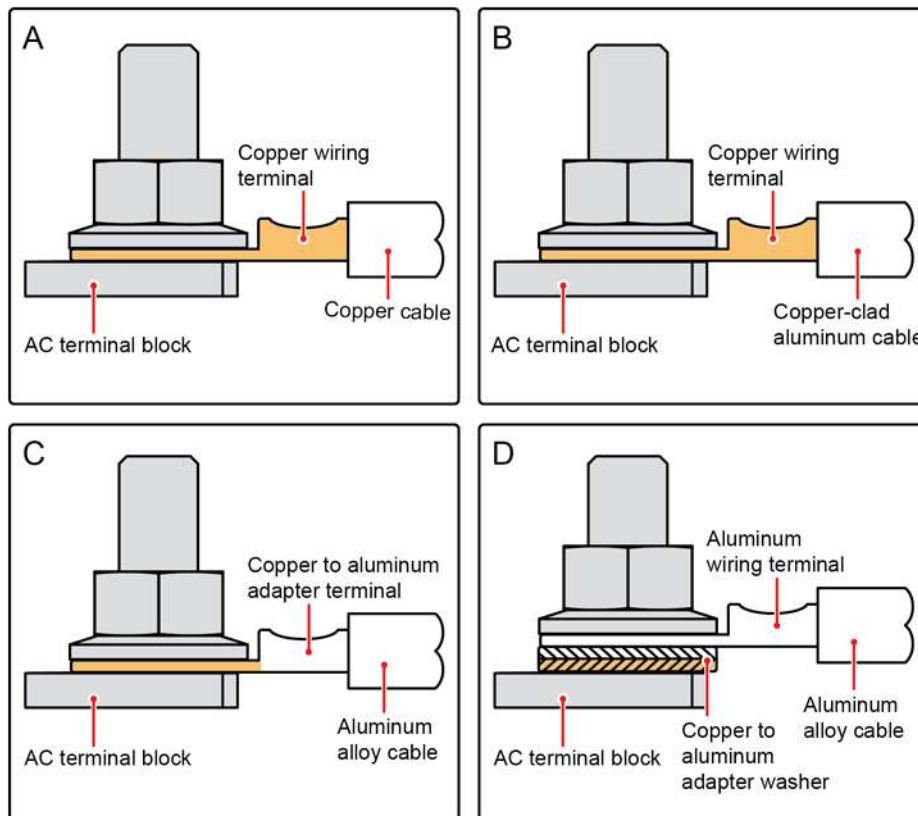 A
Copper wiring
terminal
Copper cable
AC terminal block
B
Copper wiring
terminal
Copper-clad
aluminum cable
AC terminal block
C
Copper to aluminum
adapter terminal
Aluminum
alloy cable
AC terminal block
D
Aluminum
wiring terminal
Aluminum
alloy cable
Copper to
aluminum
adapter washer
AC terminal block